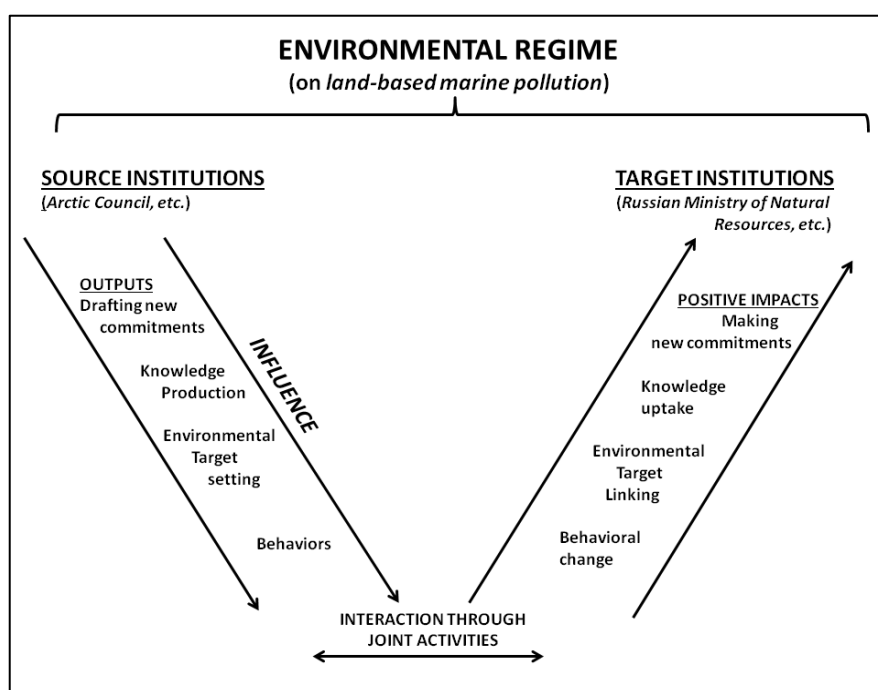 ENVIRONMENTAL REGIME
(on land-based marine pollution)
SOURCE INSTITUTIONS
(Arctic Council, etc.)
TARGET INSTITUTIONS
(Russian Ministry of Natural
Resources, etc.)
OUTPUTS
Drafting new
commitments
Knowledge
Production
Environmental
Target
setting
Behaviors
INFLUENCE
POSITIVE IMPACTS
Making
new commitments
Knowledge
uptake
Environmental
Target
Linking
Behavioral
change
INTERACTION THROUGH
JOINT ACTIVITIES